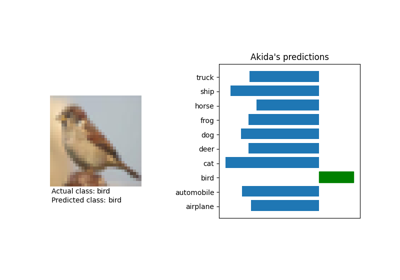 Akida's predictions
truck
ship
horse
frog
dog
deer
cat
bird
automobile
airplane
Actual class: bird
Predicted class: bird